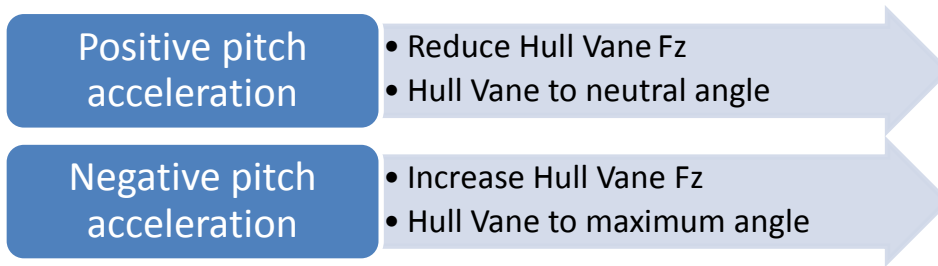 Positive pitch
acceleration
• Reduce Hull Vane Fz
• Hull Vane to neutral angle
Negative pitch
acceleration
• Increase Hull Vane Fz
• Hull Vane to maximum angle